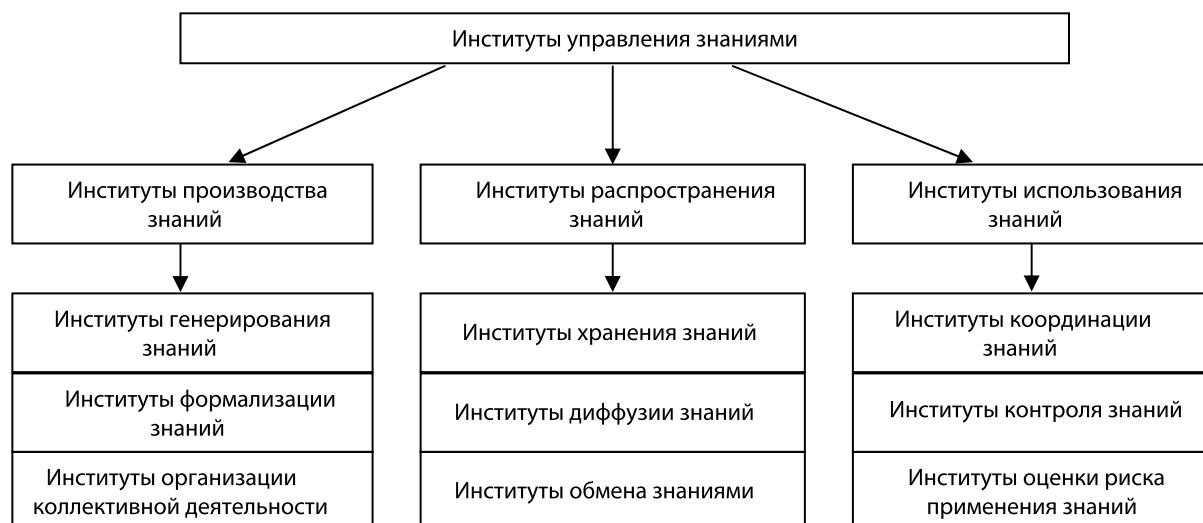 Институты управления знаниями
Институты производства
знаний
Институты распространения
знаний
Институты использования
знаний
Институты генерирования
знаний
Институты формализации
знаний
Институты организации
коллективной деятельности
Институты хранения знаний
Институты диффузии знаний
Институты обмена знаниями
Институты координации
знаний
Институты контроля знаний
Институты оценки риска
применения знаний